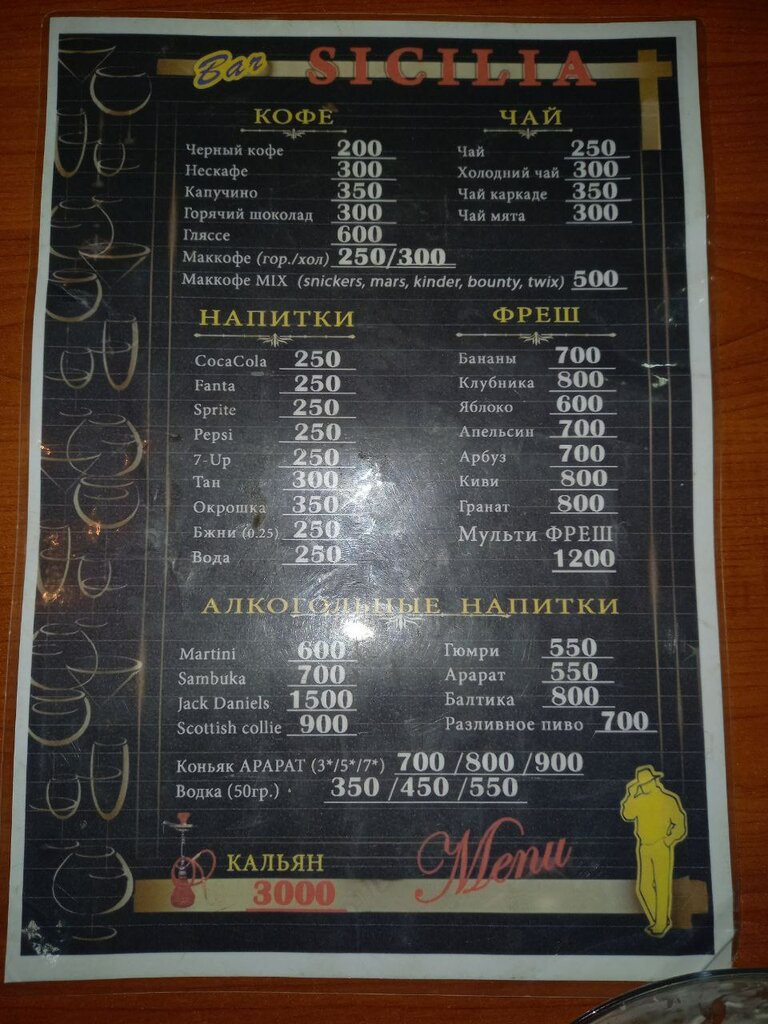 Bar SICILIA
КОФЕ
Черный кофе 200
Нескафе 300
Капучино 350
Горячий шоколад 300
Гляссе 600
Маккофе (гор./хол) 250/300
Маккофе MIX (snickers, mars, kinder, bounty, twix) 500
ЧАЙ
Чай 250
Холодний чай 300
Чай каркаде 350
Чай мята 300
НАПИТКИ
CocaCola 250
Fanta 250
Sprite 250
Pepsi 250
7-Up 250
Тан 300
Окрошка 350
Бжни (0.25) 250
Вода 250
ФРЕШ
Бананы 700
Клубника 800
Яблоко 600
Апельсин 700
Арбуз 700
Киви 800
Гранат 800
Мульти ФРЕШ
1200
АЛКОГОЛЬНЫЕ НАПИТКИ
Martini 600
Sambuka 700
Jack Daniels 1500
Scottish collie 900
Гюмри 550
Арарат 550
Балтика 800
Разливное пиво 700
Коньяк АРАРАТ (3*/5*/7*) 700 /800 /900
Водка (50гр.) 350 /450 /550
КАЛЬЯН
3000
Menu